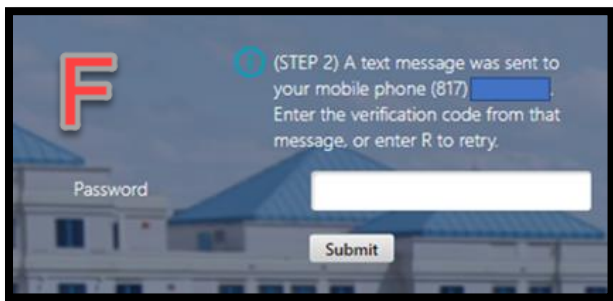 F
(STEP 2) A text message was sent to
your mobile phone (817)
.
Enter the verification code from that
message, or enter R to retry.
Password
Submit